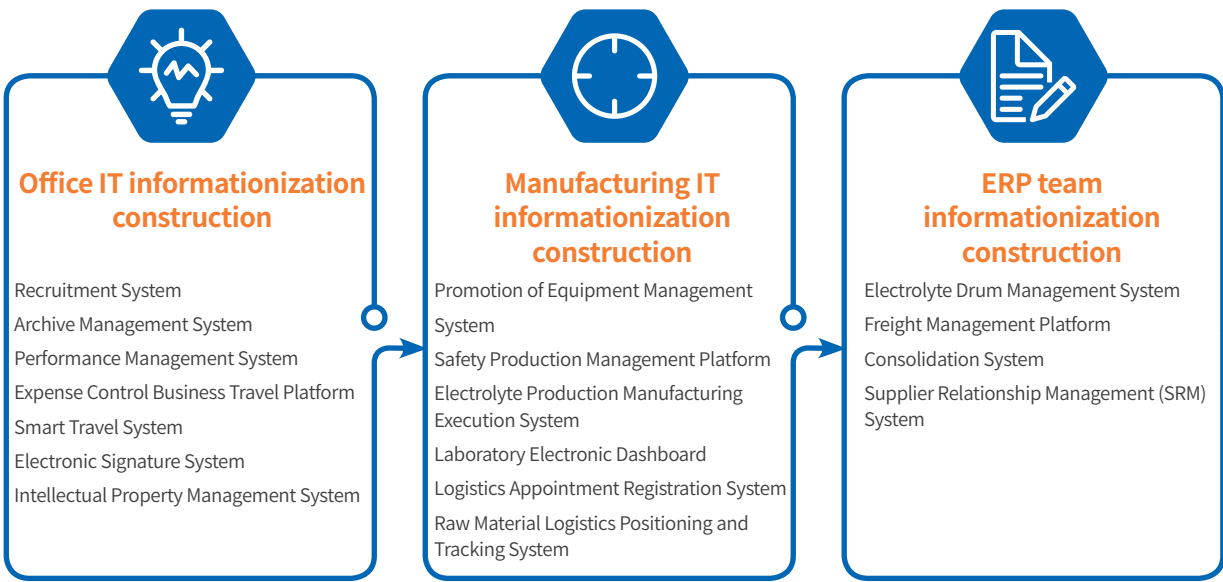 Office IT informationization
construction
Recruitment System
Archive Management System
Performance Management System
Expense Control Business Travel Platform
Smart Travel System
Electronic Signature System
Intellectual Property Management System
Manufacturing IT
informationization
construction
Promotion of Equipment Management
System
Safety Production Management Platform
Electrolyte Production Manufacturing
Execution System
Laboratory Electronic Dashboard
Logistics Appointment Registration System
Raw Material Logistics Positioning and
Tracking System
ERP team
informationization
construction
Electrolyte Drum Management System
Freight Management Platform
Consolidation System
Supplier Relationship Management (SRM)
System